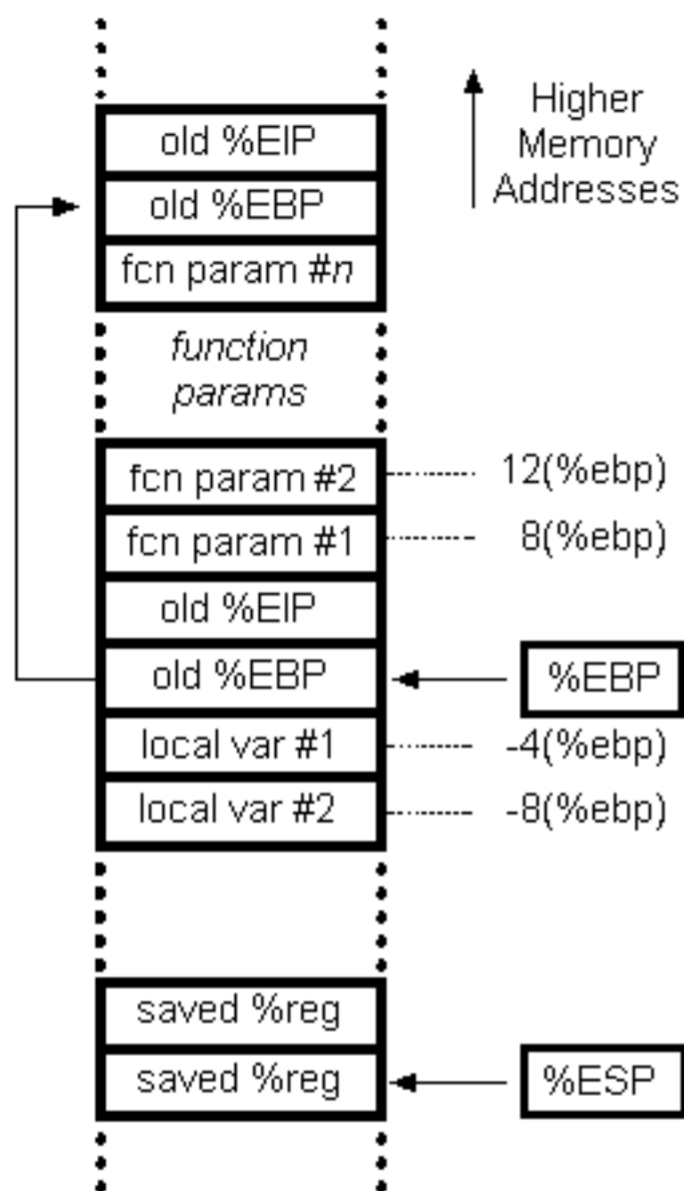 old %EIP
Higher
Memory
Addresses
old %EBP
fcn param #n
function
params
fcn param #2
12(%ebp)
fcn param #1
8(%ebp)
old %EIP
old %EBP
%EBP
local var #1
-4(%ebp)
local var #2
-8(%ebp)
saved %reg
saved %reg
%ESP